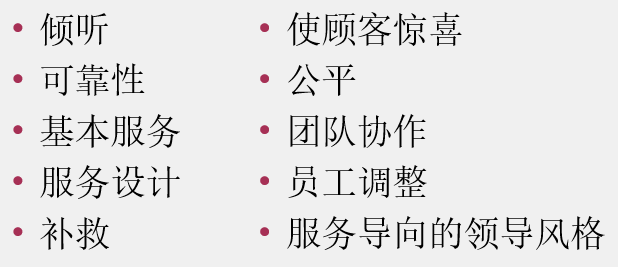 • 倾听
• 可靠性
• 基本服务
• 服务设计
• 补救
• 使顾客惊喜
• 公平
• 团队协作
• 员工调整
• 服务导向的领导风格